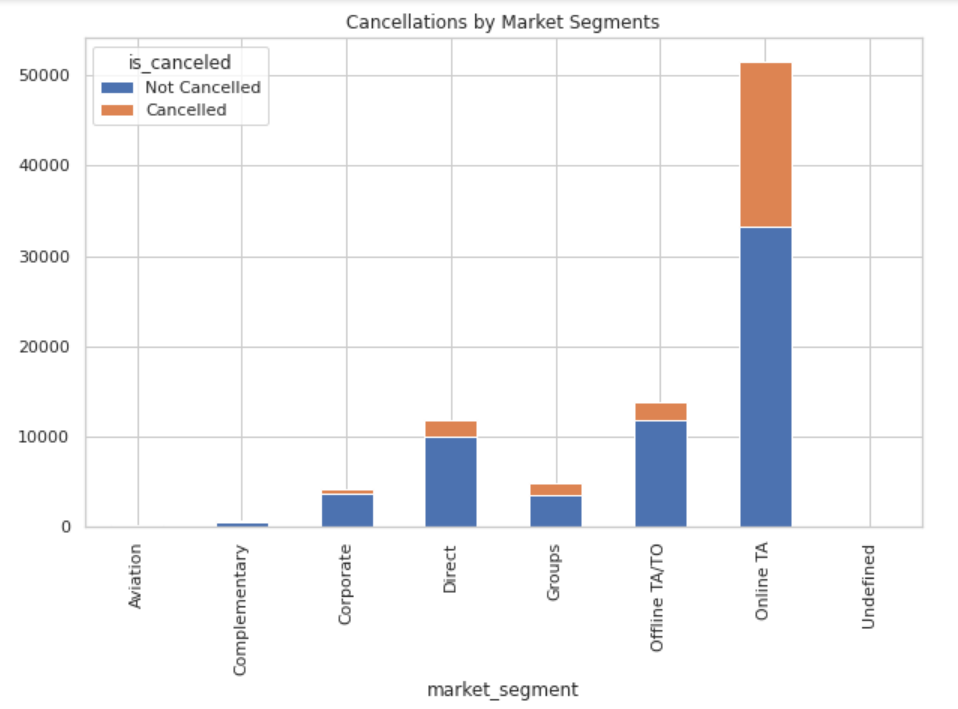 Cancellations by Market Segments
is_canceled
Not Cancelled
Cancelled
50000
40000
30000
20000
10000
0
Aviation
Complementary
Corporate
Direct
Groups
Offline TA/TO
Online TA
Undefined
market_segment